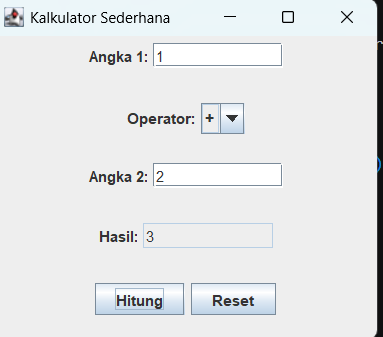 Kalkulator Sederhana
Angka 1: 1
Operator: +
Angka 2: 2
Hasil: 3
Hitung Reset